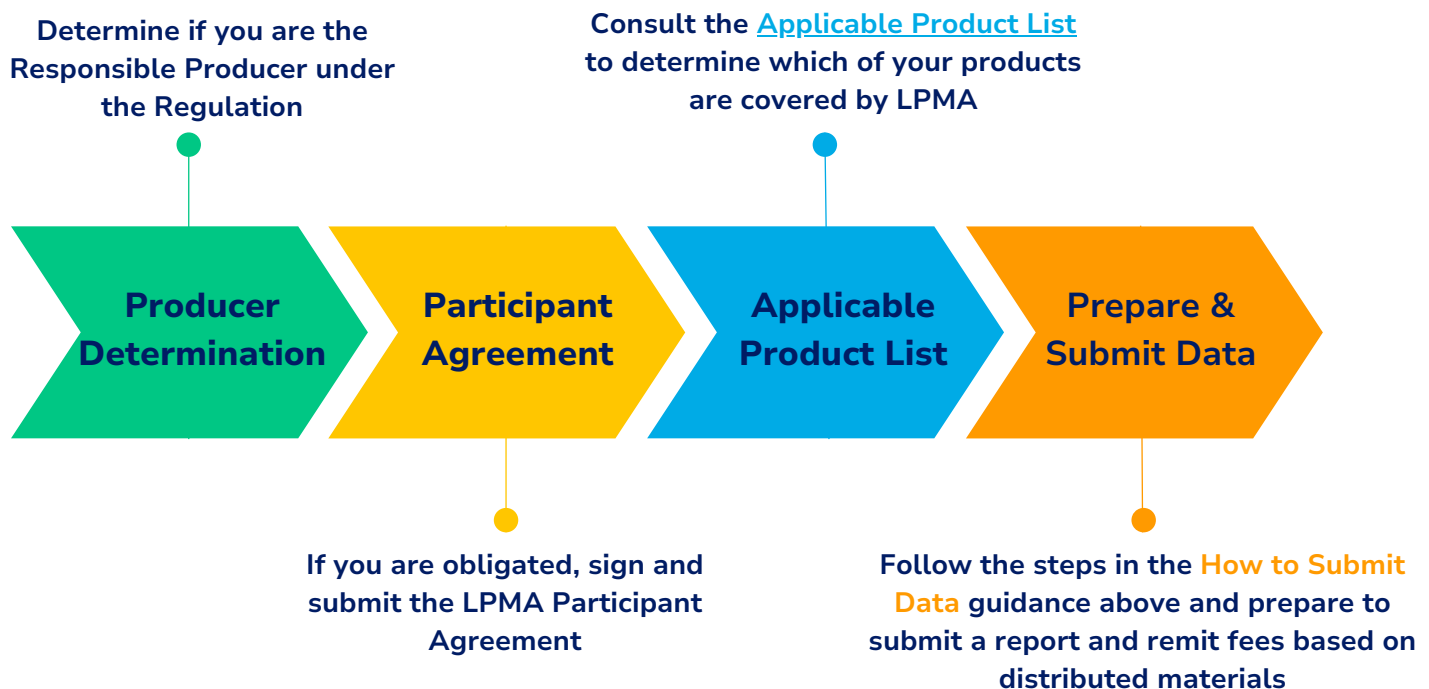 Determine if you are the
Responsible Producer under
the Regulation
Consult the Applicable Product List
to determine which of your products
are covered by LPMA
Producer
Determination
Participant
Agreement
Applicable
Product List
Prepare &
Submit Data
If you are obligated, sign and
submit the LPMA Participant
Agreement
Follow the steps in the How to Submit
Data guidance above and prepare to
submit a report and remit fees based on
distributed materials